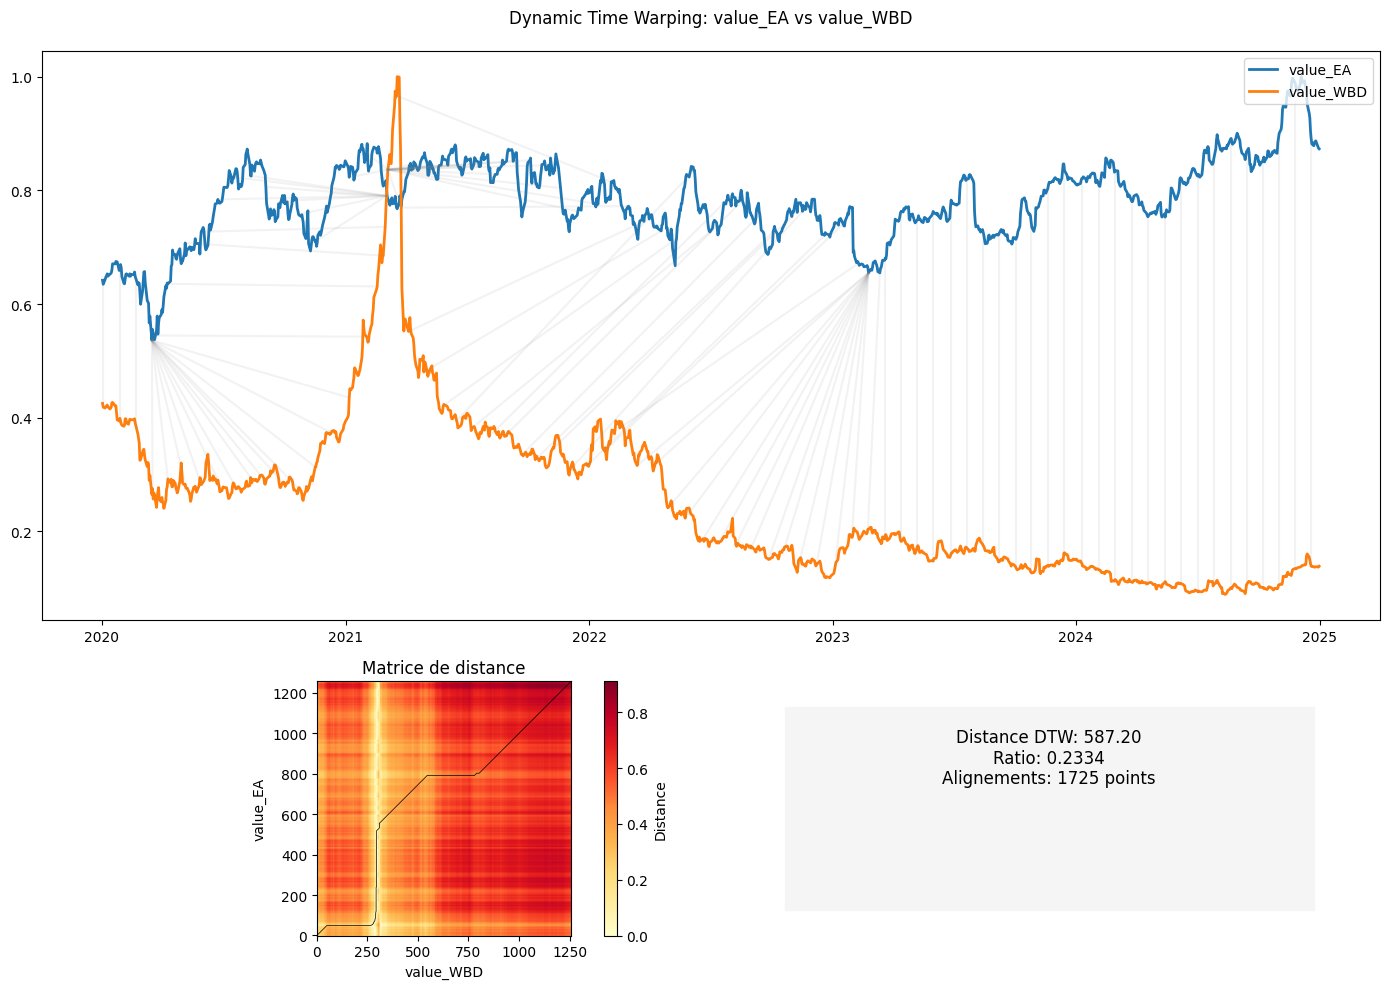 Dynamic Time Warping: value_EA vs value_WBD
value_EA
value_WBD
1.0
0.8
0.6
0.4
0.2
2020 2021 2022 2023 2024 2025
Matrice de distance
1200
1000
800
600
400
200
0
value_EA
0 250 500 750 1000 1250
value_WBD
0.8
0.6
0.4
0.2
0.0
Distance
Distance DTW: 587.20
Ratio: 0.2334
Alignements: 1725 points